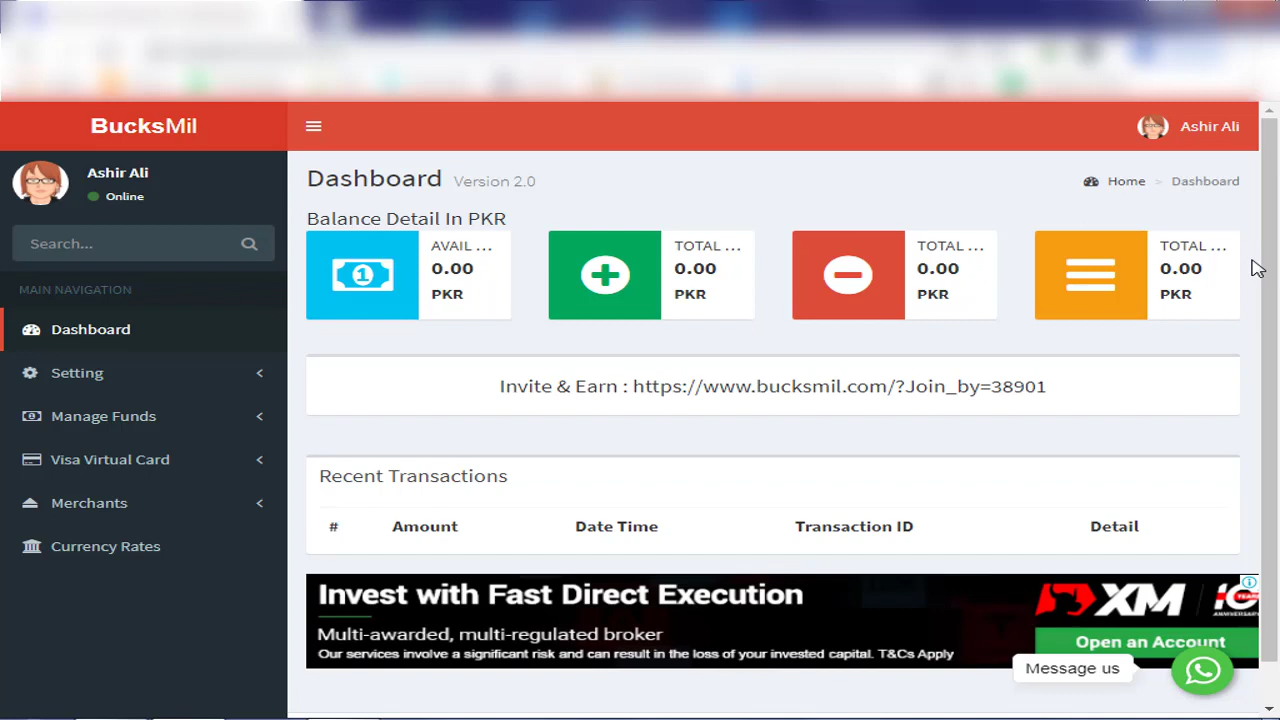 BucksMil
Ashir Ali
Ashir Ali
Online
Search...
MAIN NAVIGATION
Dashboard
Setting
Manage Funds
Visa Virtual Card
Merchants
Currency Rates
Dashboard Version 2.0
Home > Dashboard
Balance Detail In PKR
AVAIL ...
0.00
PKR
TOTAL ...
0.00
PKR
TOTAL ...
0.00
PKR
TOTAL ...
0.00
PKR
Invite & Earn : https://www.bucksmil.com/?Join_by=38901
Recent Transactions
# Amount Date Time Transaction ID Detail
Invest with Fast Direct Execution
Multi-awarded, multi-regulated broker
Our services involve a significant risk and can result in the loss of your invested capital. T&Cs Apply
XM
Open an Account
Message us